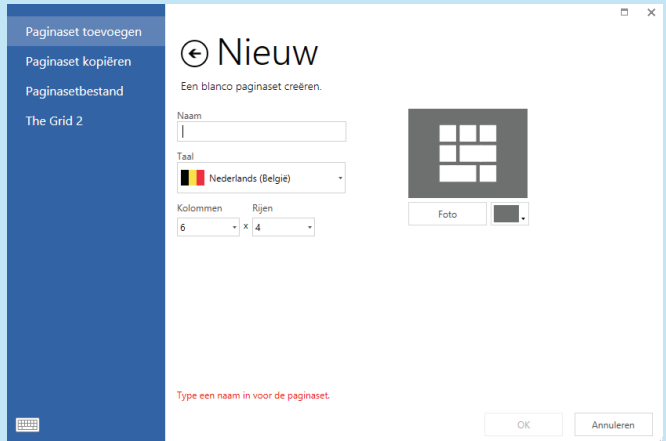 Paginaset toevoegen
Paginaset kopiëren
Paginasetbestand
The Grid 2
Nieuw
Een blanco paginaset creëren.
Naam
Taal
Nederlands (België)
Kolommen Rijen
6 x 4
Foto
Type een naam in voor de paginaset.
OK Annuleren